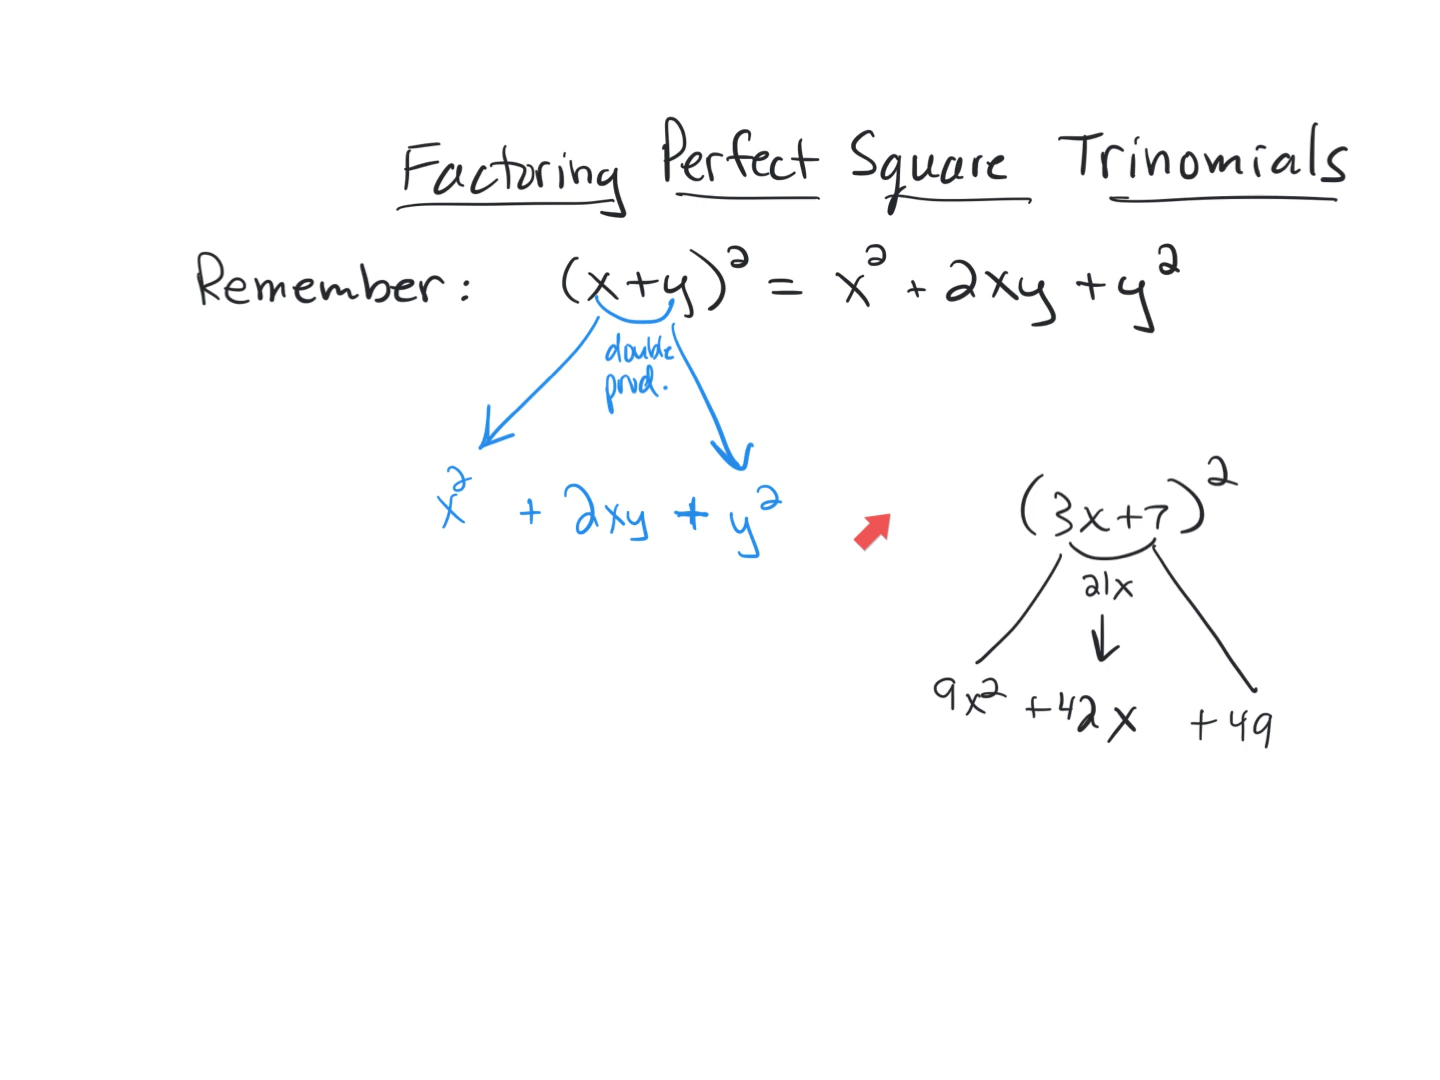 Factoring Perfect Square Trinomials
Remember: (x+y)² = x² + 2xy + y²
double
prod.
x² + 2xy + y²
(3x+7)²
21x
9x² +42x +49